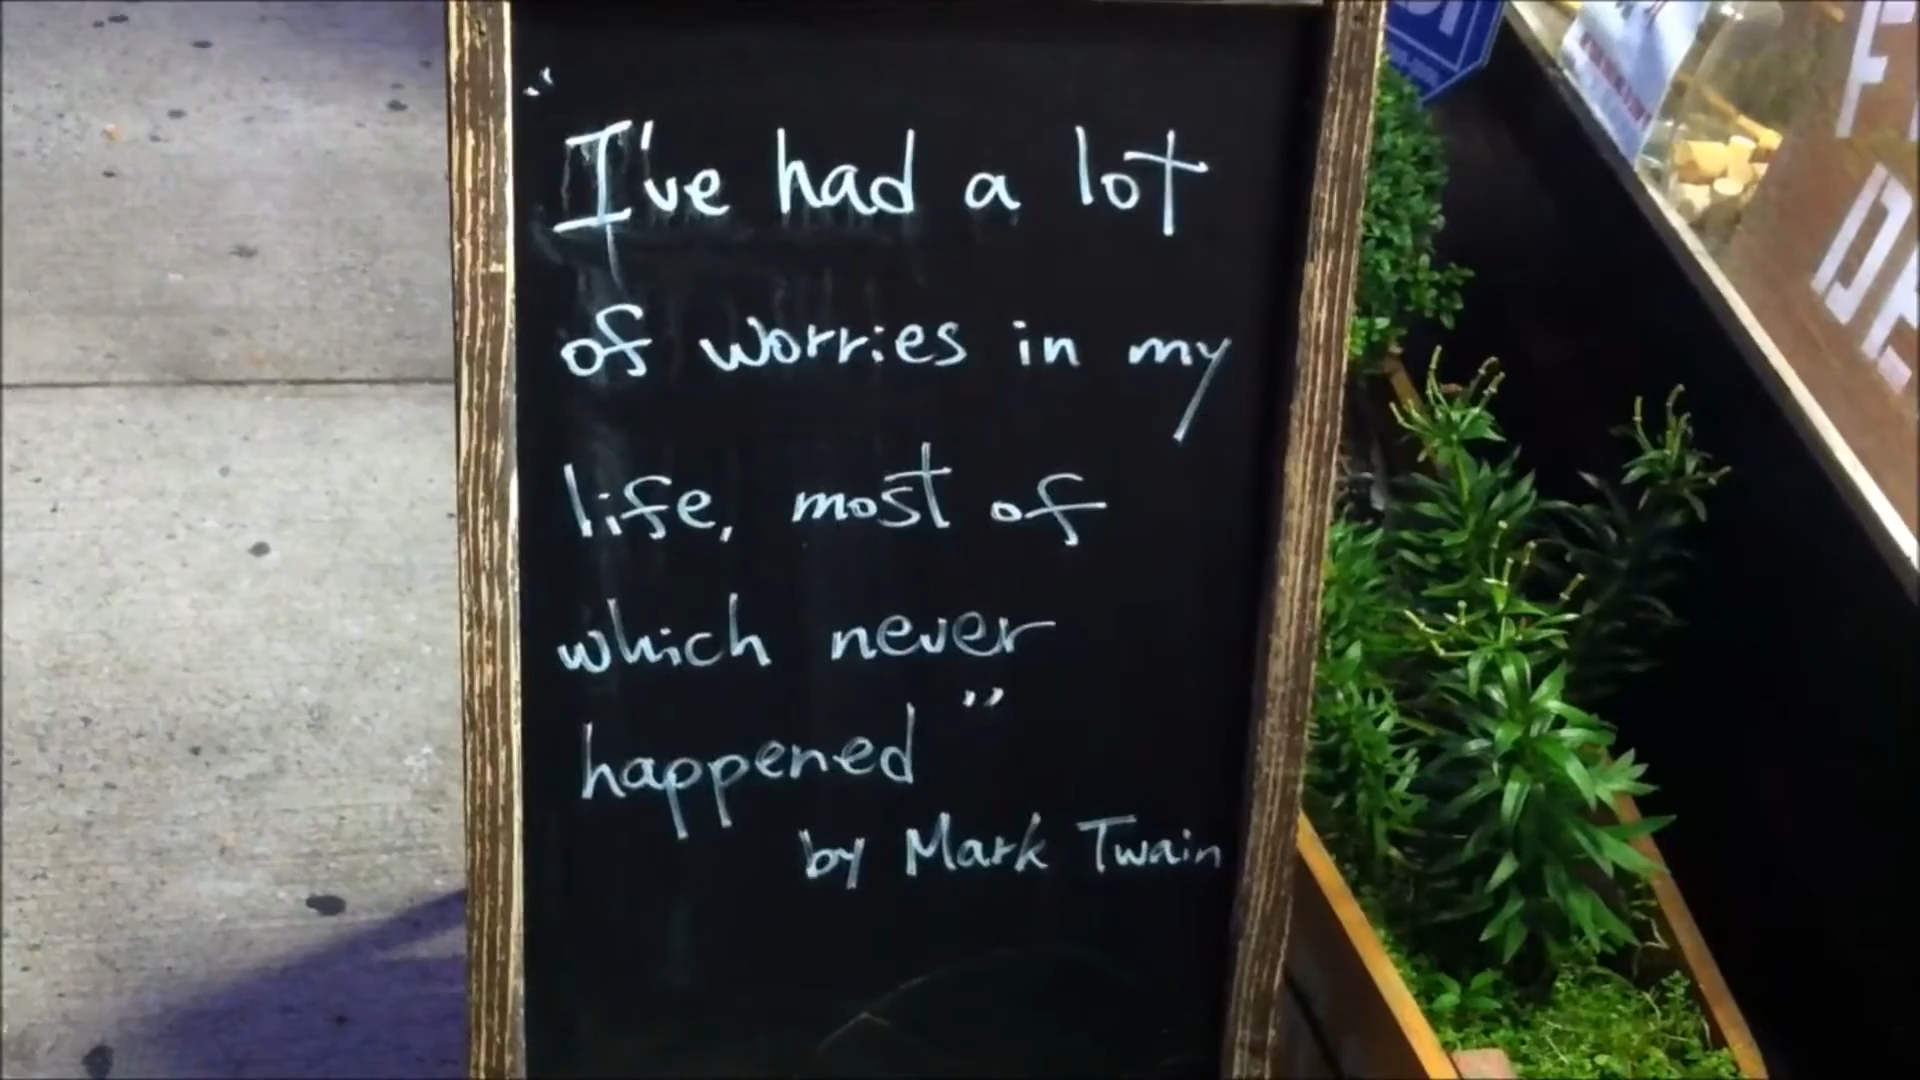 "I've had a lot
of worries in my
life, most of
which never
happened"
by Mark Twain